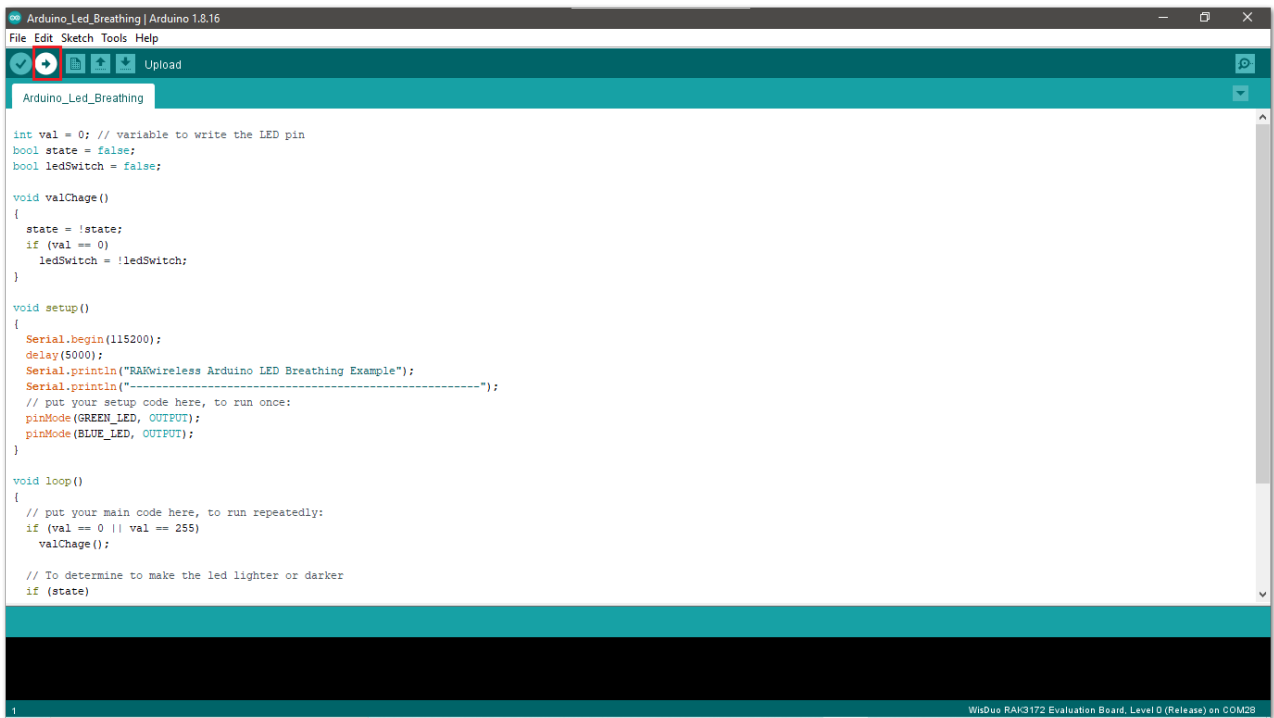 Arduino_Led_Breathing | Arduino 1.8.16
File Edit Sketch Tools Help
Upload
Arduino_Led_Breathing
int val = 0; // variable to write the LED pin
bool state = false;
bool ledSwitch = false;
void valChage()
{
state = !state;
if (val == 0)
ledSwitch = !ledSwitch;
}
void setup()
{
Serial.begin(115200);
delay(5000);
Serial.println("RAKwireless Arduino LED Breathing Example");
Serial.println("------------------------------------------------------");
// put your setup code here, to run once:
pinMode(GREEN_LED, OUTPUT);
pinMode(BLUE_LED, OUTPUT);
}
void loop()
{
// put your main code here, to run repeatedly:
if (val == 0 || val == 255)
valChage();
// To determine to make the led lighter or darker
if (state)
1
WisDuo RAK3172 Evaluation Board, Level 0 (Release) on COM28